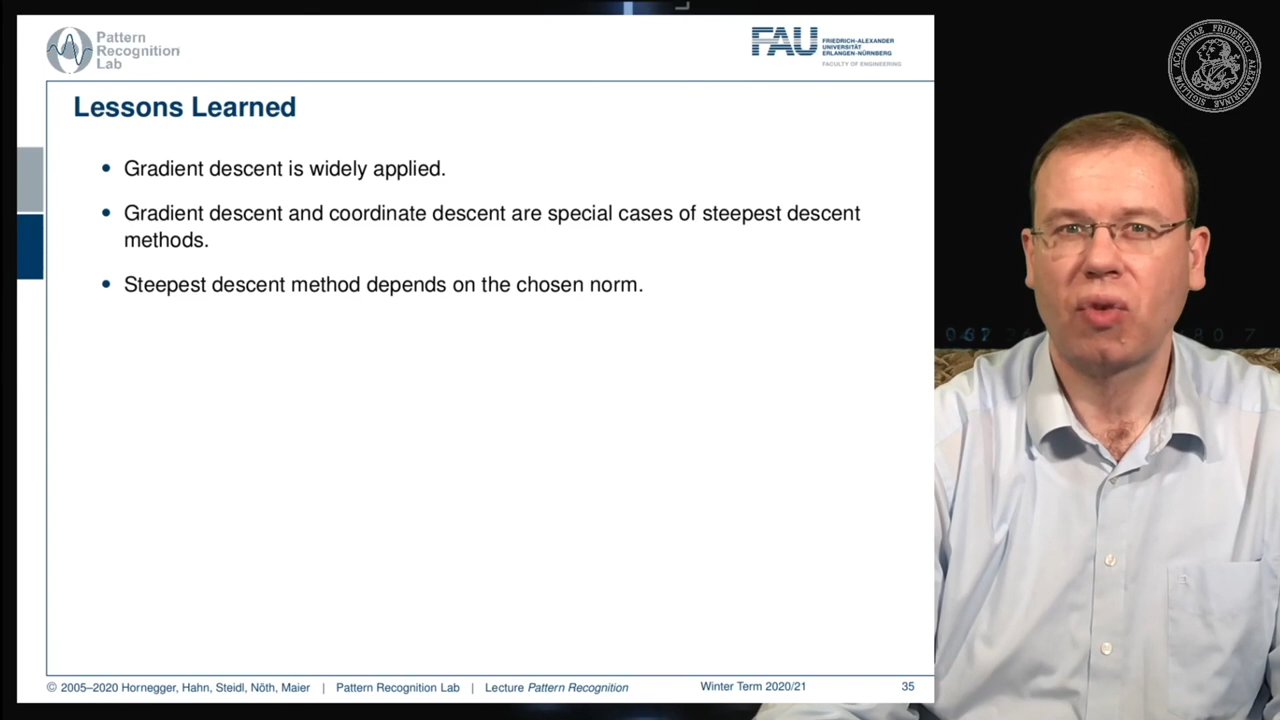 Pattern
Recognition
Lab
FAU
FRIEDRICH-ALEXANDER
UNIVERSITÄT
ERLANGEN-NÜRNBERG
FACULTY OF ENGINEERING
Lessons Learned
• Gradient descent is widely applied.
• Gradient descent and coordinate descent are special cases of steepest descent
methods.
• Steepest descent method depends on the chosen norm.
© 2005–2020 Hornegger, Hahn, Steidl, Nöth, Maier | Pattern Recognition Lab | Lecture Pattern Recognition Winter Term 2020/21 35